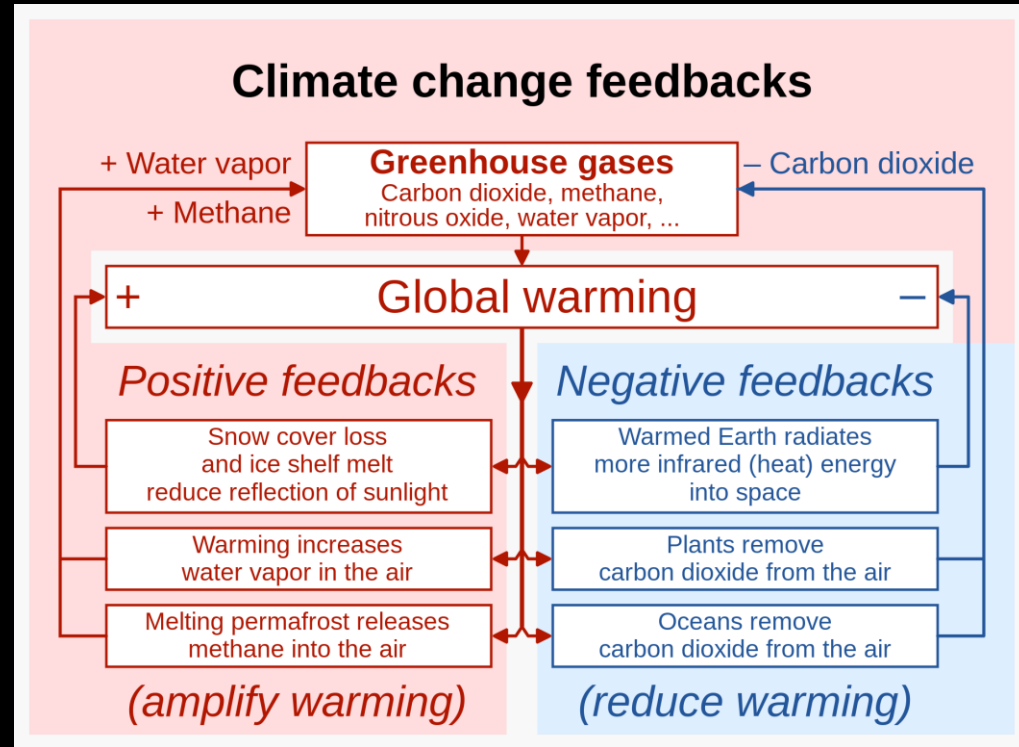 Climate change feedbacks
+ Water vapor
+ Methane
Greenhouse gases
Carbon dioxide, methane,
nitrous oxide, water vapor, ...
– Carbon dioxide
+ Global warming –
Positive feedbacks
Snow cover loss
and ice shelf melt
reduce reflection of sunlight
Warming increases
water vapor in the air
Melting permafrost releases
methane into the air
(amplify warming)
Negative feedbacks
Warmed Earth radiates
more infrared (heat) energy
into space
Plants remove
carbon dioxide from the air
Oceans remove
carbon dioxide from the air
(reduce warming)